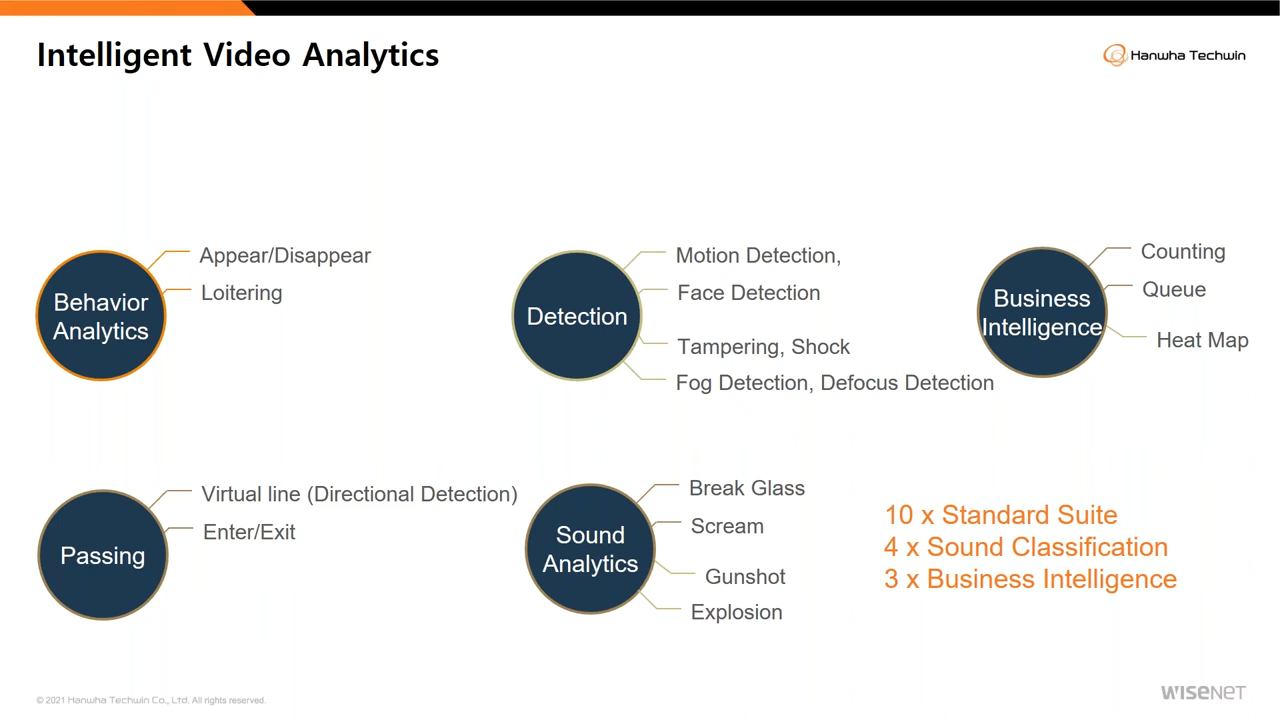 Intelligent Video Analytics
Hanwha Techwin
Behavior
Analytics
Appear/Disappear
Loitering
Detection
Motion Detection,
Face Detection
Tampering, Shock
Fog Detection, Defocus Detection
Business
Intelligence
Counting
Queue
Heat Map
Passing
Virtual line (Directional Detection)
Enter/Exit
Sound
Analytics
Break Glass
Scream
Gunshot
Explosion
10 x Standard Suite
4 x Sound Classification
3 x Business Intelligence
© 2021 Hanwha Techwin Co., Ltd. All rights reserved.
WISENET